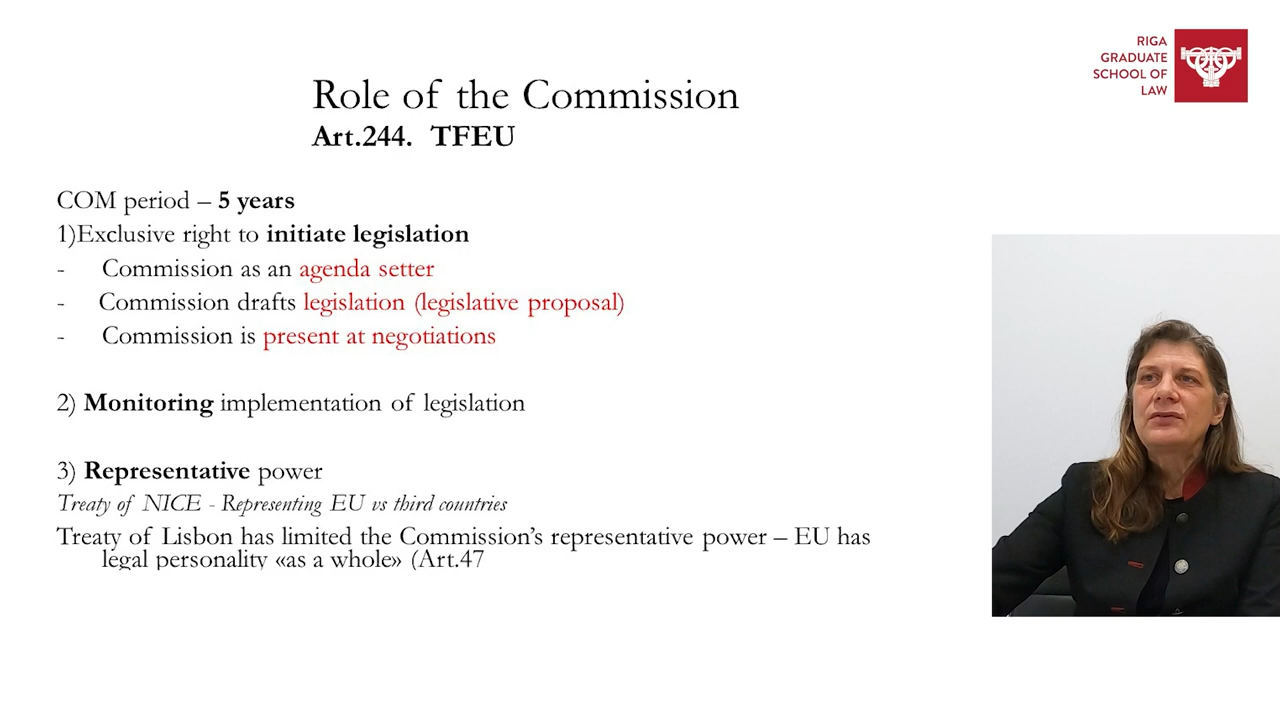 RIGA
GRADUATE
SCHOOL OF
LAW
Role of the Commission
Art.244. TFEU
COM period – 5 years
1)Exclusive right to initiate legislation
- Commission as an agenda setter
- Commission drafts legislation (legislative proposal)
- Commission is present at negotiations
2) Monitoring implementation of legislation
3) Representative power
Treaty of NICE - Representing EU vs third countries
Treaty of Lisbon has limited the Commission’s representative power – EU has
legal personality «as a whole» (Art.47